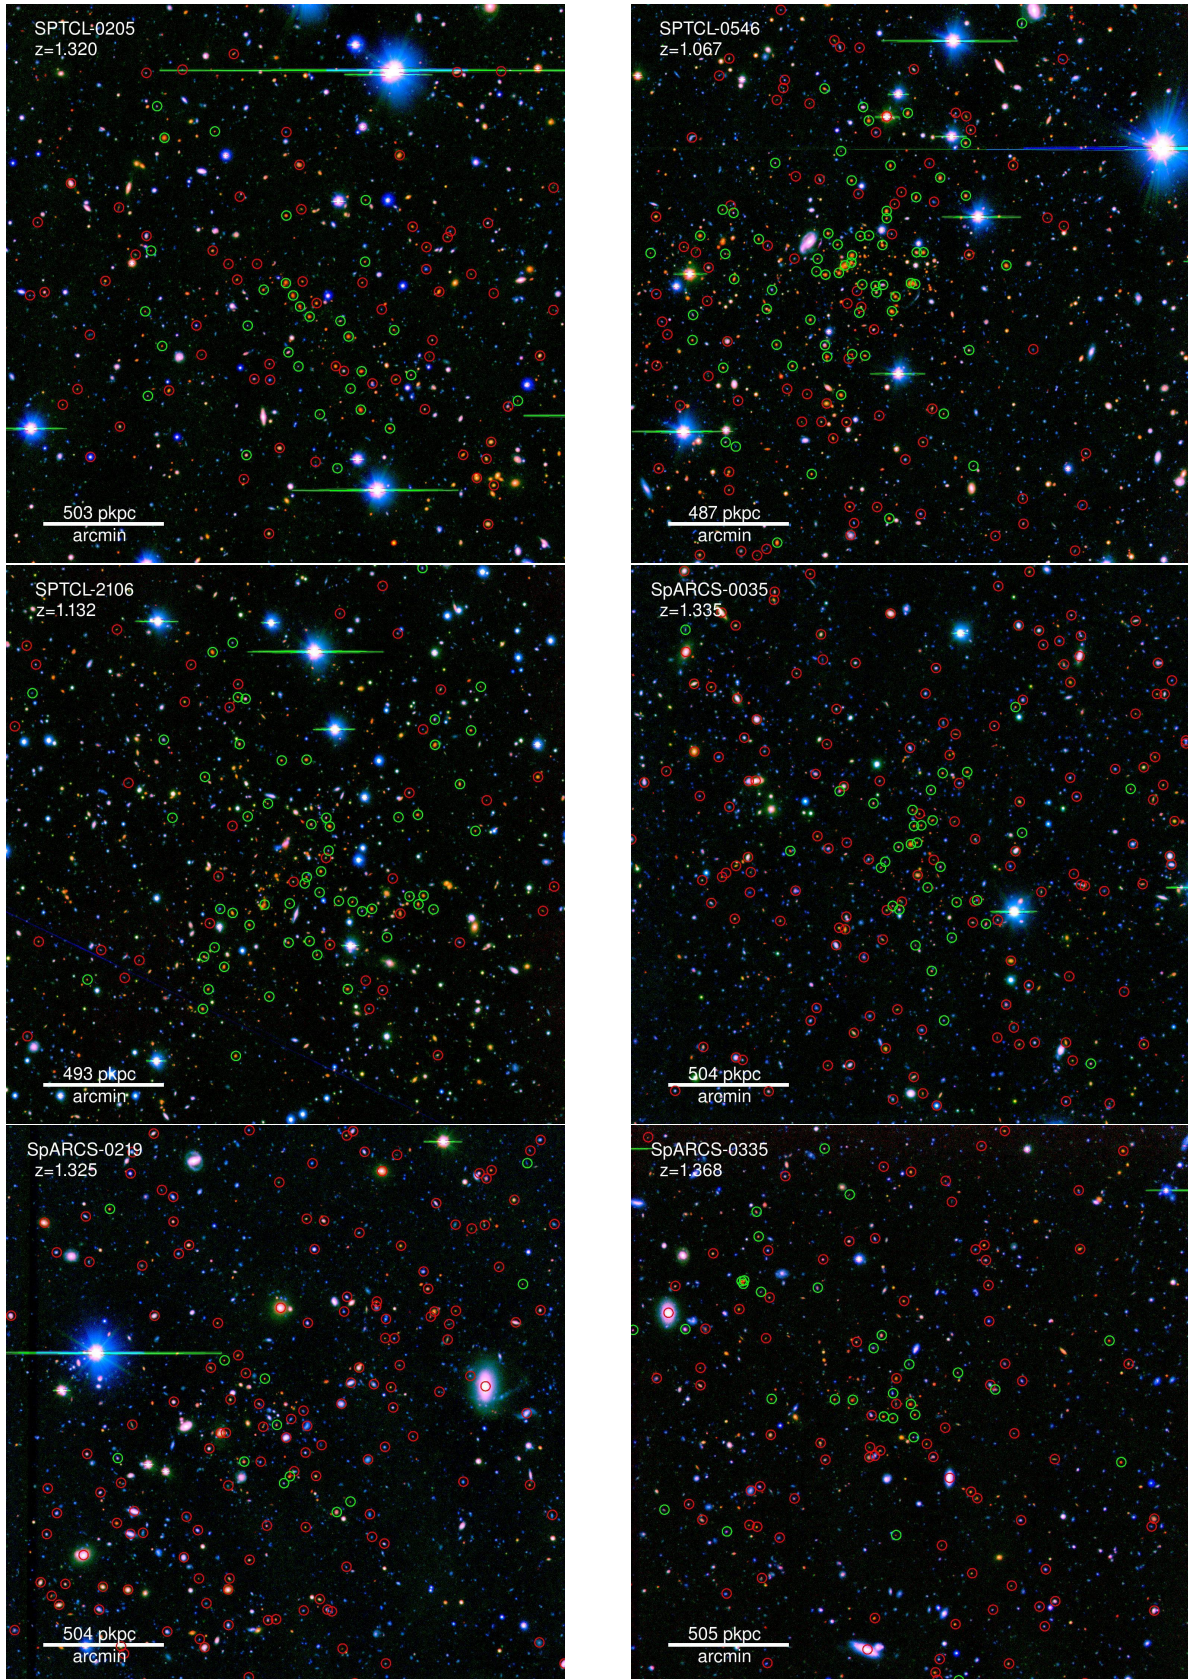 SPTCL-0205
z=1.320
503 pkpc
arcmin
SPTCL-0546
z=1.067
487 pkpc
arcmin
SPTCL-2106
z=1.132
493 pkpc
arcmin
SpARCS-0035
z=1.335
504 pkpc
arcmin
SpARCS-0219
z=1.325
504 pkpc
arcmin
SpARCS-0335
z=1.368
505 pkpc
arcmin